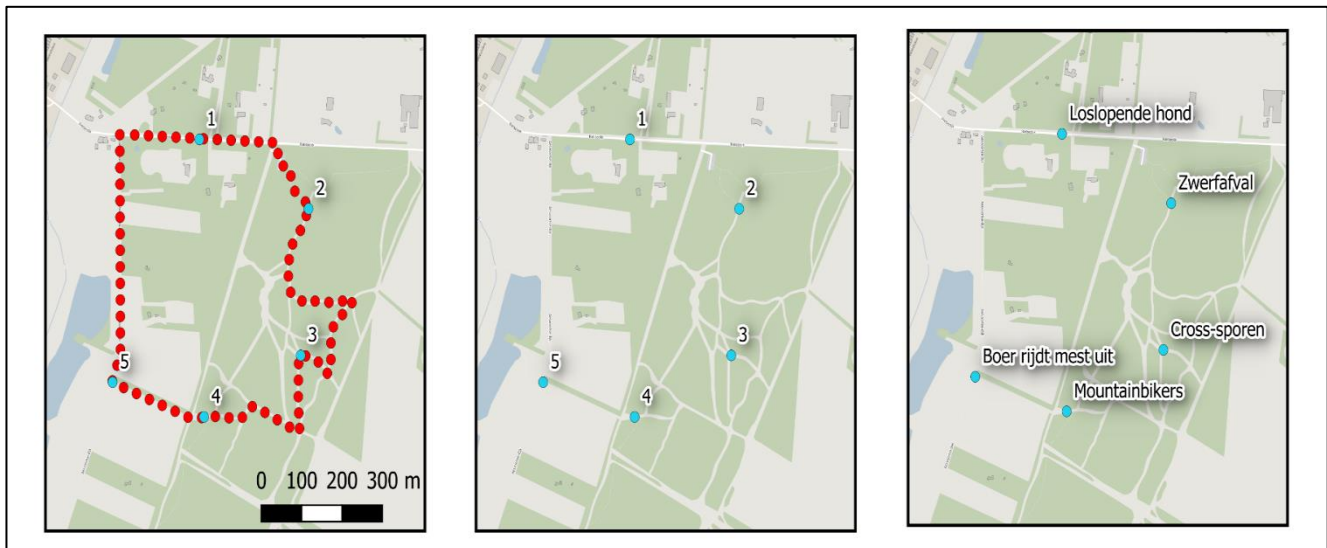 1
2
3
5
4
0 100 200 300 m
1
2
3
5
4
Loslopende hond
Zwerfafval
Cross-sporen
Boer rijdt mest uit
Mountainbikers